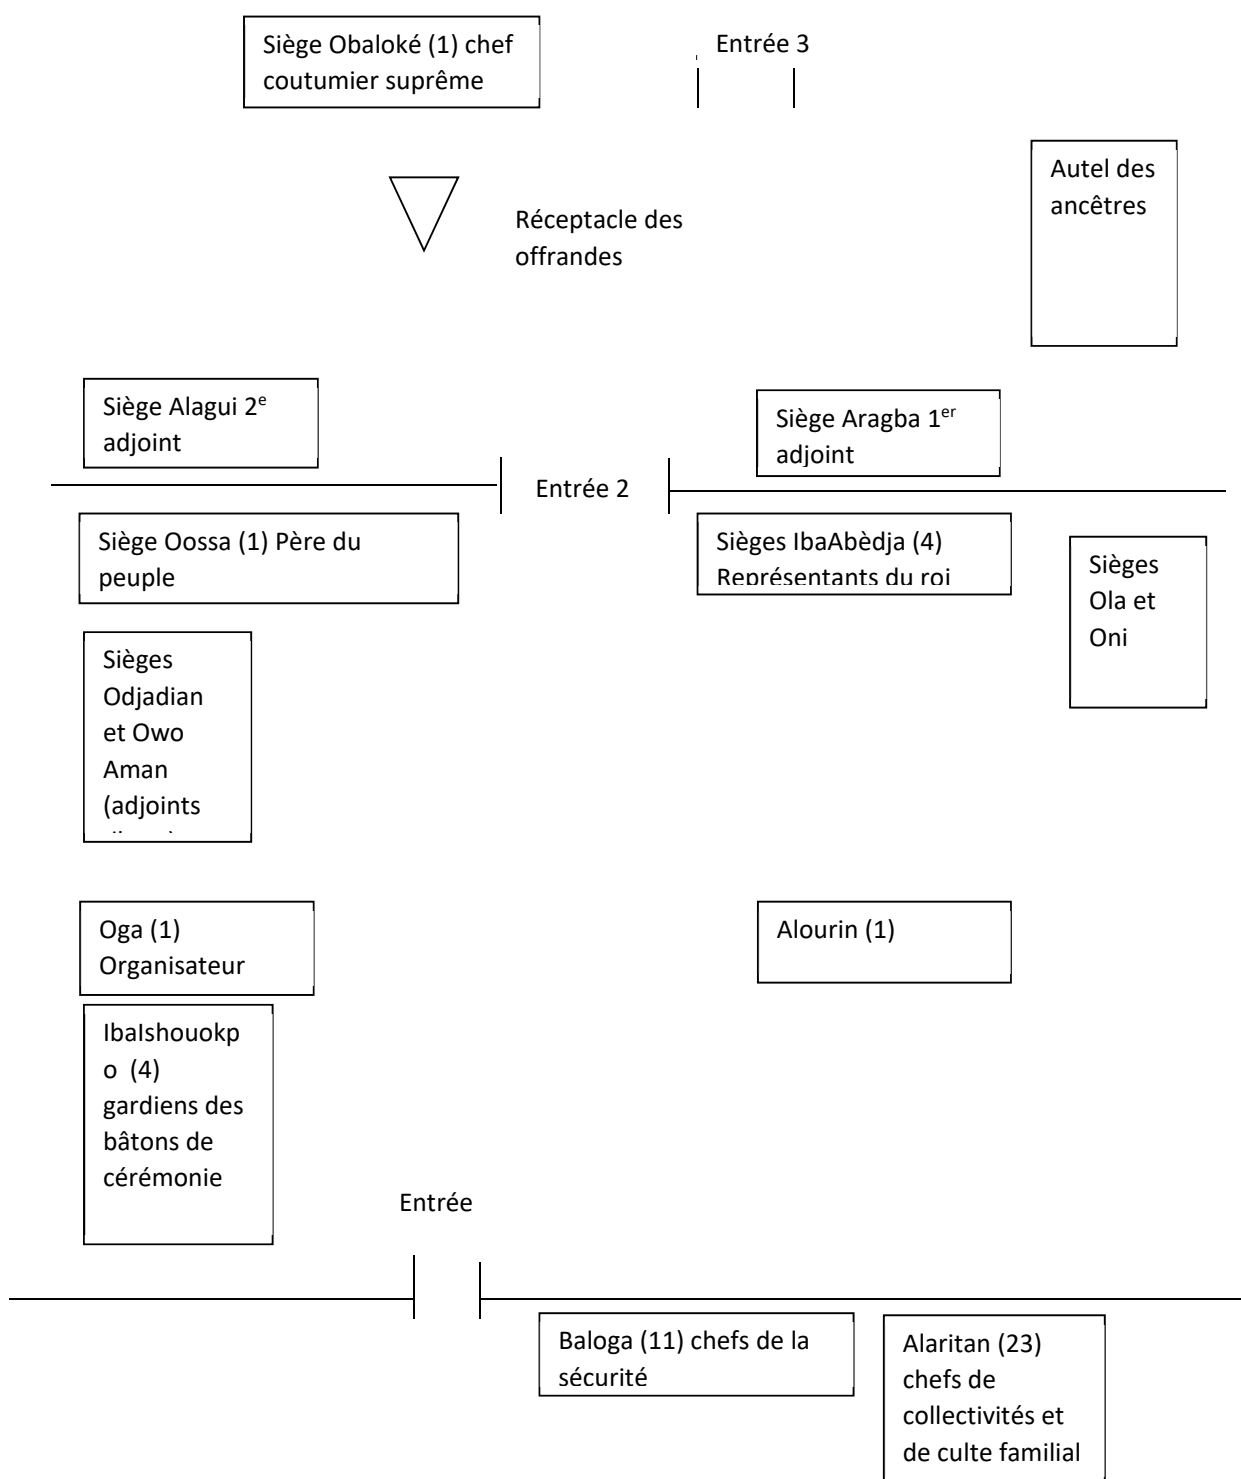 Siège Obaloké (1) chef
coutumier suprême
Entrée 3
Autel des
ancêtres
Réceptacle des
offrandes
Siège Alagui 2e
adjoint
Siège Aragba 1er
adjoint
Entrée 2
Siège Oossa (1) Père du
peuple
Sièges IbaAbèdja (4)
Représentants du roi
Sièges
Ola et
Oni
Sièges
Odjadian
et Owo
Aman
(adjoints
Oga (1)
Organisateur
Alourin (1)
IbaIshouokp
o (4)
gardiens des
bâtons de
cérémonie
Entrée
Baloga (11) chefs de la
sécurité
Alaritan (23)
chefs de
collectivités et
de culte familial